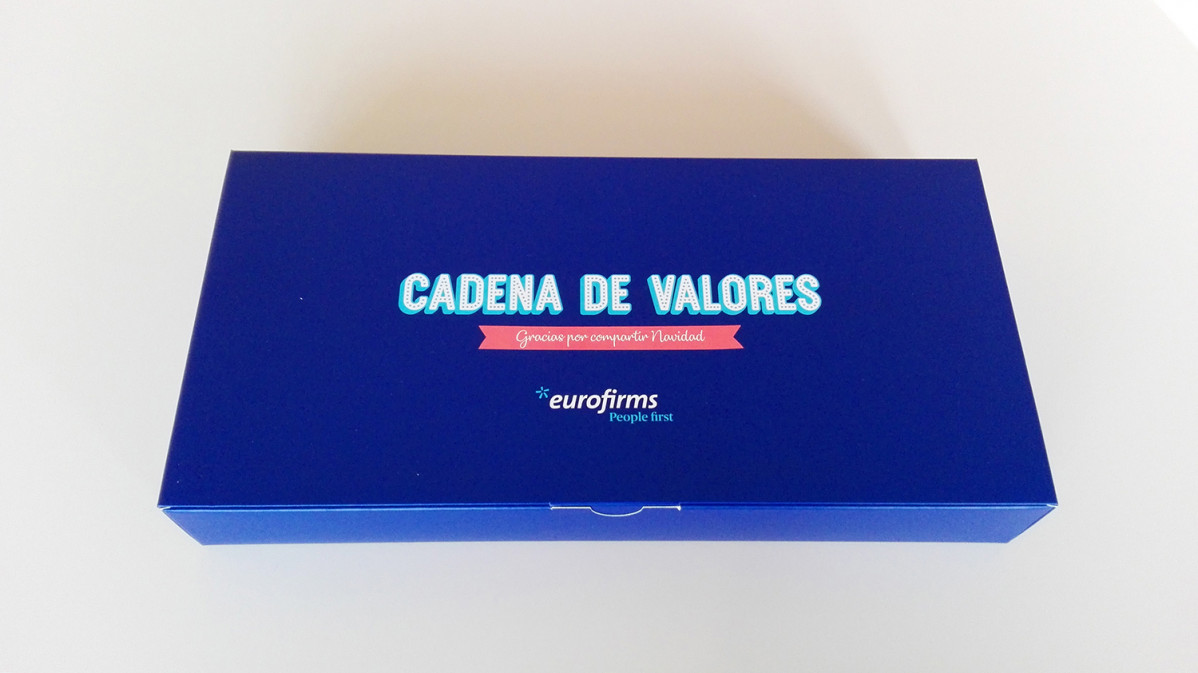 CADENA DE VALORES
Gracias por compartir Navidad
*eurofirms
People first